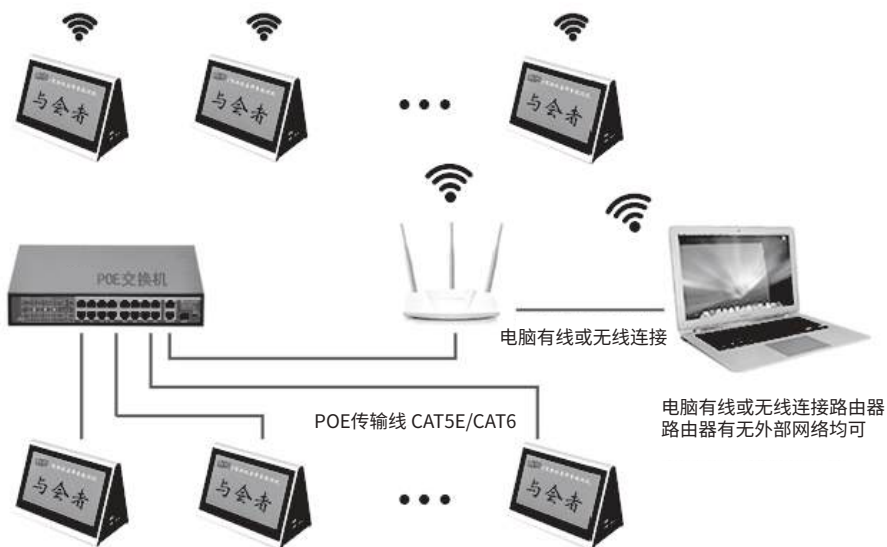 与会者
与会者
与会者
POE交换机
电脑有线或无线连接
POE传输线 CAT5E/CAT6
电脑有线或无线连接路由器
路由器有无外部网络均可
与会者
与会者
与会者